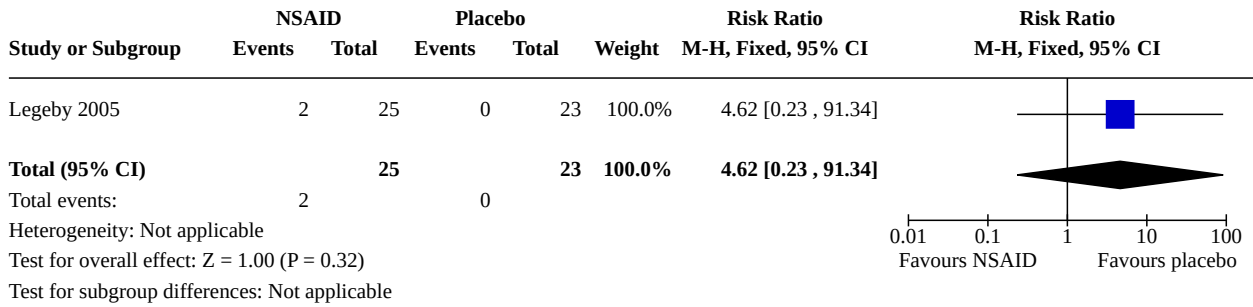 NSAID Placebo Risk Ratio Risk Ratio
Study or Subgroup Events Total Events Total Weight M-H, Fixed, 95% CI M-H, Fixed, 95% CI
Legeby 2005 2 25 0 23 100.0% 4.62 [0.23 , 91.34]
Total (95% CI) 25 23 100.0% 4.62 [0.23 , 91.34]
Total events: 2 0
Heterogeneity: Not applicable
Test for overall effect: Z = 1.00 (P = 0.32)
Test for subgroup differences: Not applicable
0.01 0.1 1 10 100
Favours NSAID Favours placebo